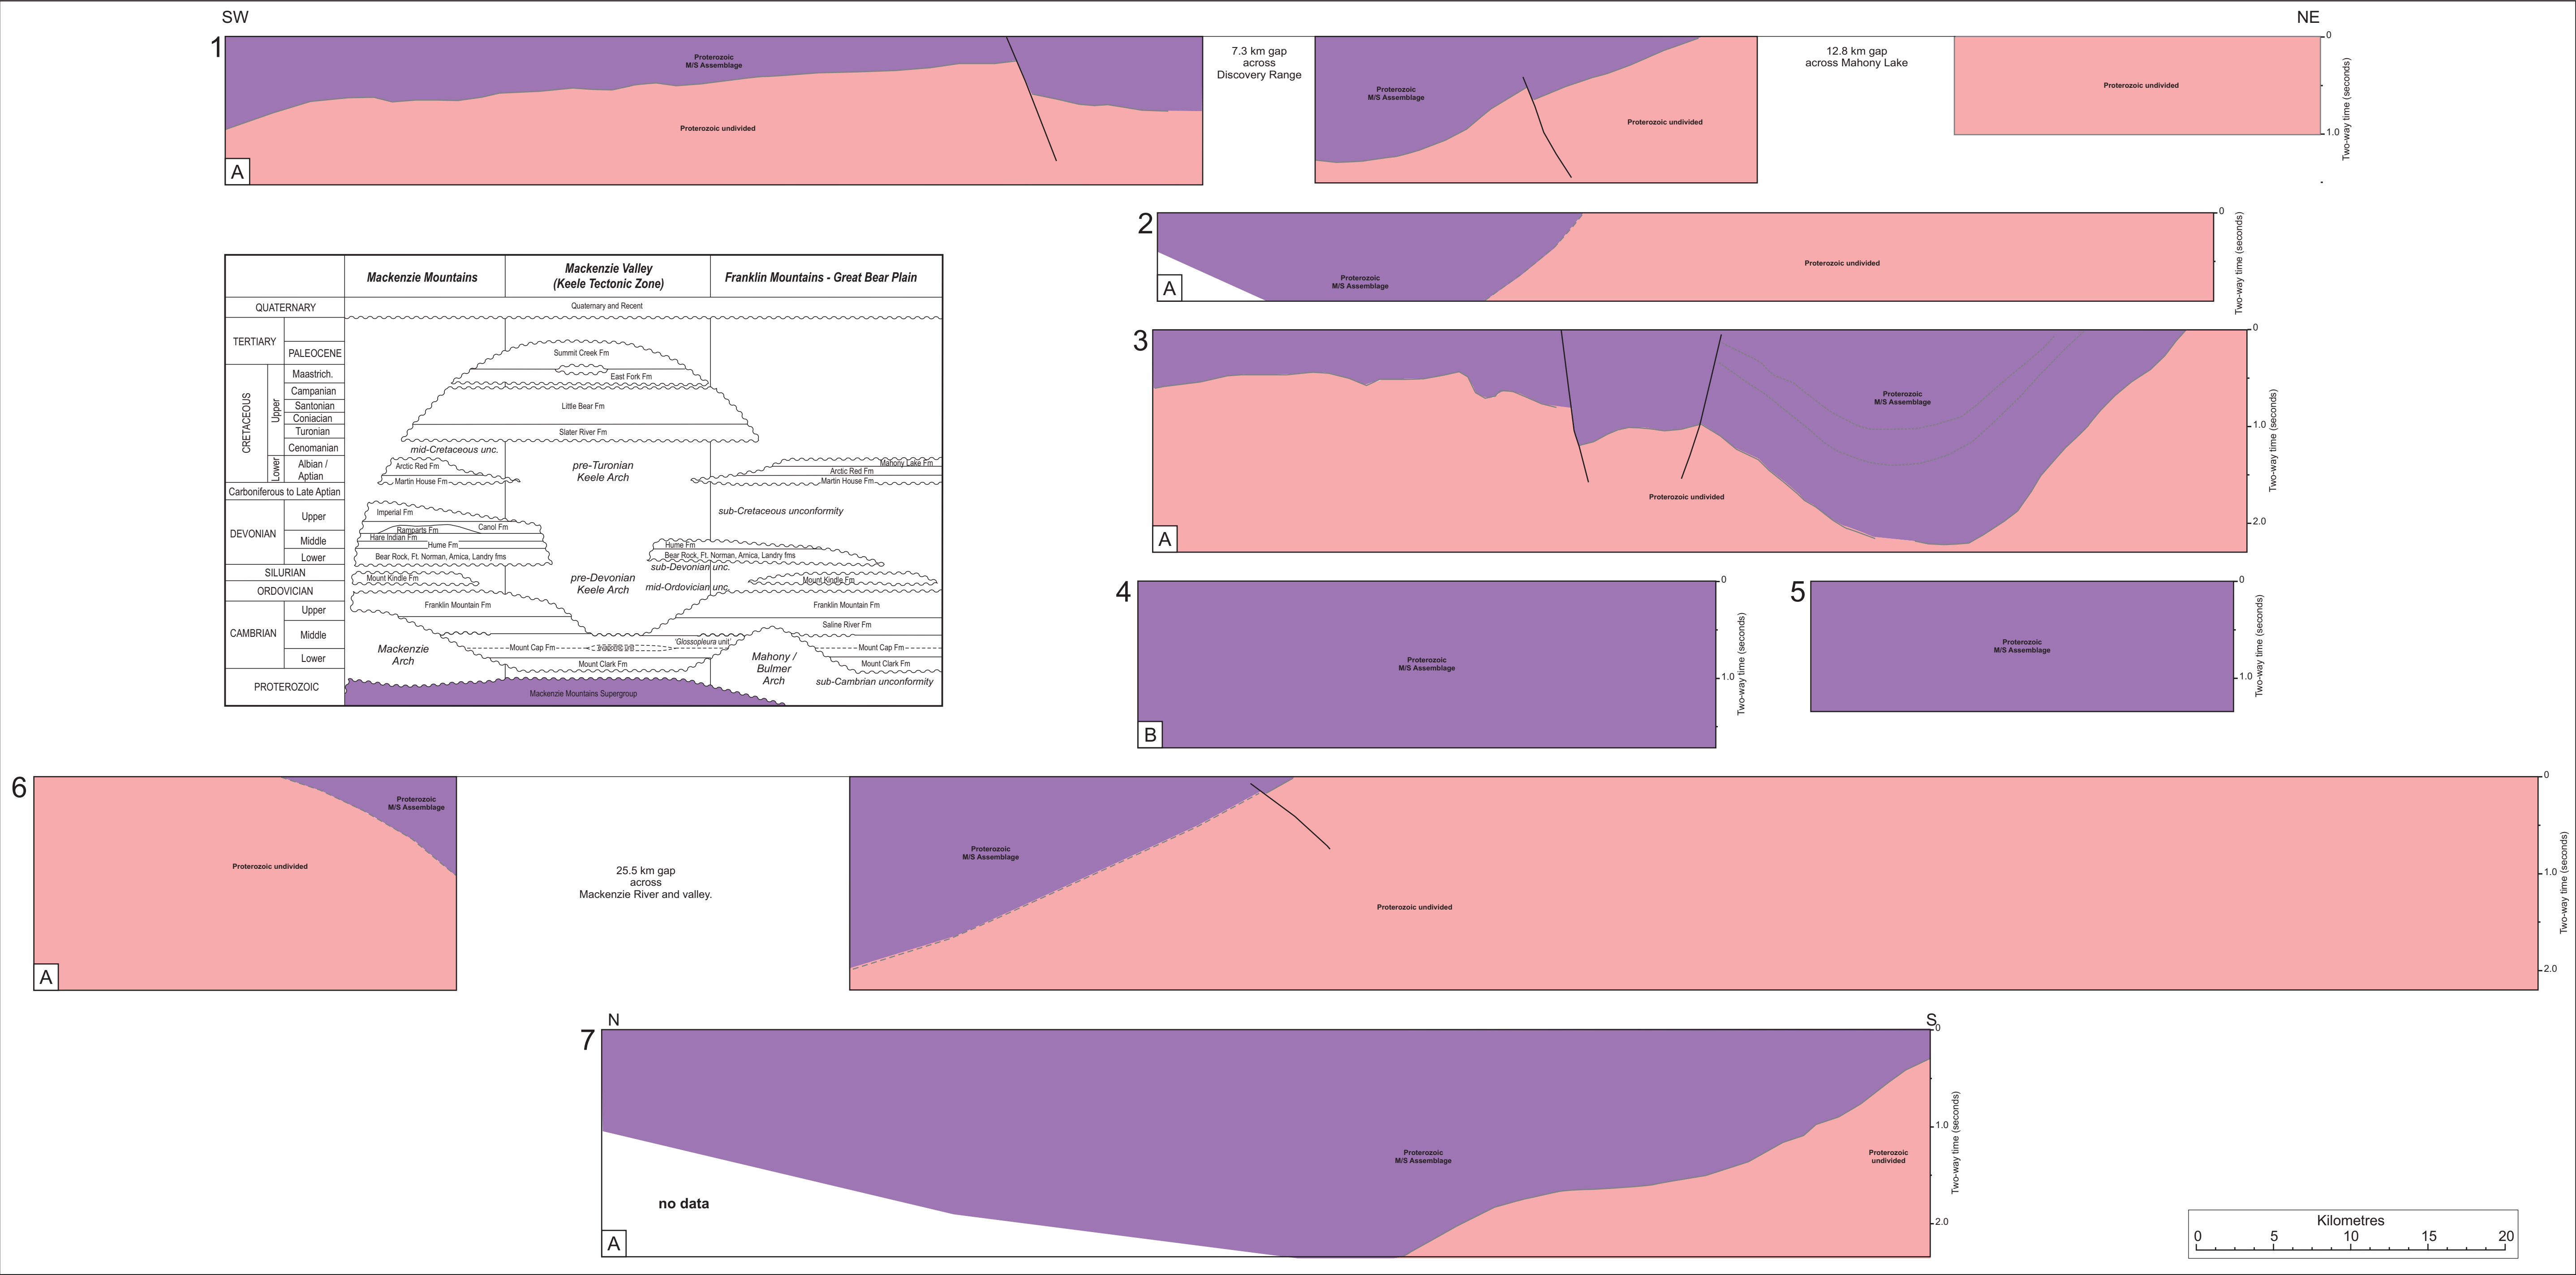 SW
NE
1
Proterozoic
M/S Assemblage
Proterozoic undivided
A
7.3 km gap
across
Discovery Range
Proterozoic
M/S Assemblage
Proterozoic undivided
12.8 km gap
across Mahony Lake
Proterozoic undivided
0
1.0
Two-way time (seconds)
2
Proterozoic
M/S Assemblage
Proterozoic undivided
A
0
Two-way time (seconds)
Mackenzie Mountains
Mackenzie Valley
(Keele Tectonic Zone)
Franklin Mountains - Great Bear Plain
QUATERNARY
Quaternary and Recent
TERTIARY
PALEOCENE
Summit Creek Fm
East Fork Fm
CRETACEOUS
Upper
Maastrich.
Campanian
Santonian
Coniacian
Turonian
Cenomanian
Little Bear Fm
Slater River Fm
mid-Cretaceous unc.
Lower
Albian /
Aptian
Arctic Red Fm
Martin House Fm
pre-Turonian
Keele Arch
Mahony Lake Fm
Arctic Red Fm
Martin House Fm
Carboniferous to Late Aptian
sub-Cretaceous unconformity
DEVONIAN
Upper
Middle
Lower
Imperial Fm
Canol Fm
Ramparts Fm
Hare Indian Fm
Hume Fm
Bear Rock, Ft. Norman, Arnica, Landry fms
Hume Fm
Bear Rock, Ft. Norman, Arnica, Landry fms
sub-Devonian unc.
SILURIAN
Mount Kindle Fm
pre-Devonian
Keele Arch
mid-Ordovician unc.
Mount Kindle Fm
ORDOVICIAN
CAMBRIAN
Upper
Middle
Lower
Franklin Mountain Fm
Franklin Mountain Fm
Saline River Fm
'Glossopleura unit'
Mackenzie
Arch
Mount Cap Fm
Mount Clark Fm
Mahony /
Bulmer
Arch
Mount Cap Fm
Mount Clark Fm
sub-Cambrian unconformity
PROTEROZOIC
Mackenzie Mountains Supergroup
3
Proterozoic
M/S Assemblage
Proterozoic undivided
A
0
1.0
2.0
Two-way time (seconds)
4
Proterozoic
M/S Assemblage
B
0
1.0
Two-way time (seconds)
5
Proterozoic
M/S Assemblage
0
1.0
Two-way time (seconds)
6
Proterozoic
M/S Assemblage
Proterozoic undivided
A
25.5 km gap
across
Mackenzie River and valley.
Proterozoic
M/S Assemblage
Proterozoic undivided
0
1.0
2.0
Two-way time (seconds)
7
N
S
Proterozoic
M/S Assemblage
Proterozoic
undivided
no data
A
0
1.0
2.0
Two-way time (seconds)
Kilometres
0 5 10 15 20